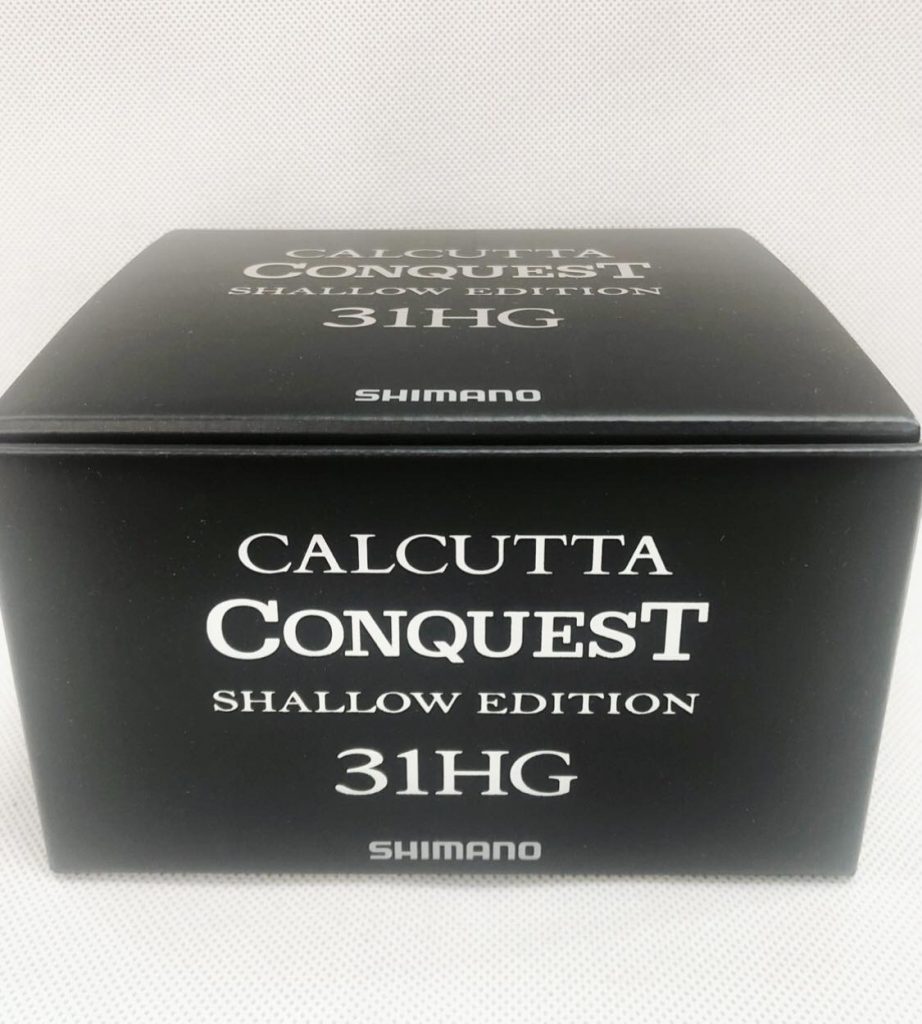 CALCUTTA
CONQUEST
SHALLOW EDITION
31HG
SHIMANO
CALCUTTA
CONQUEST
SHALLOW EDITION
31HG
SHIMANO